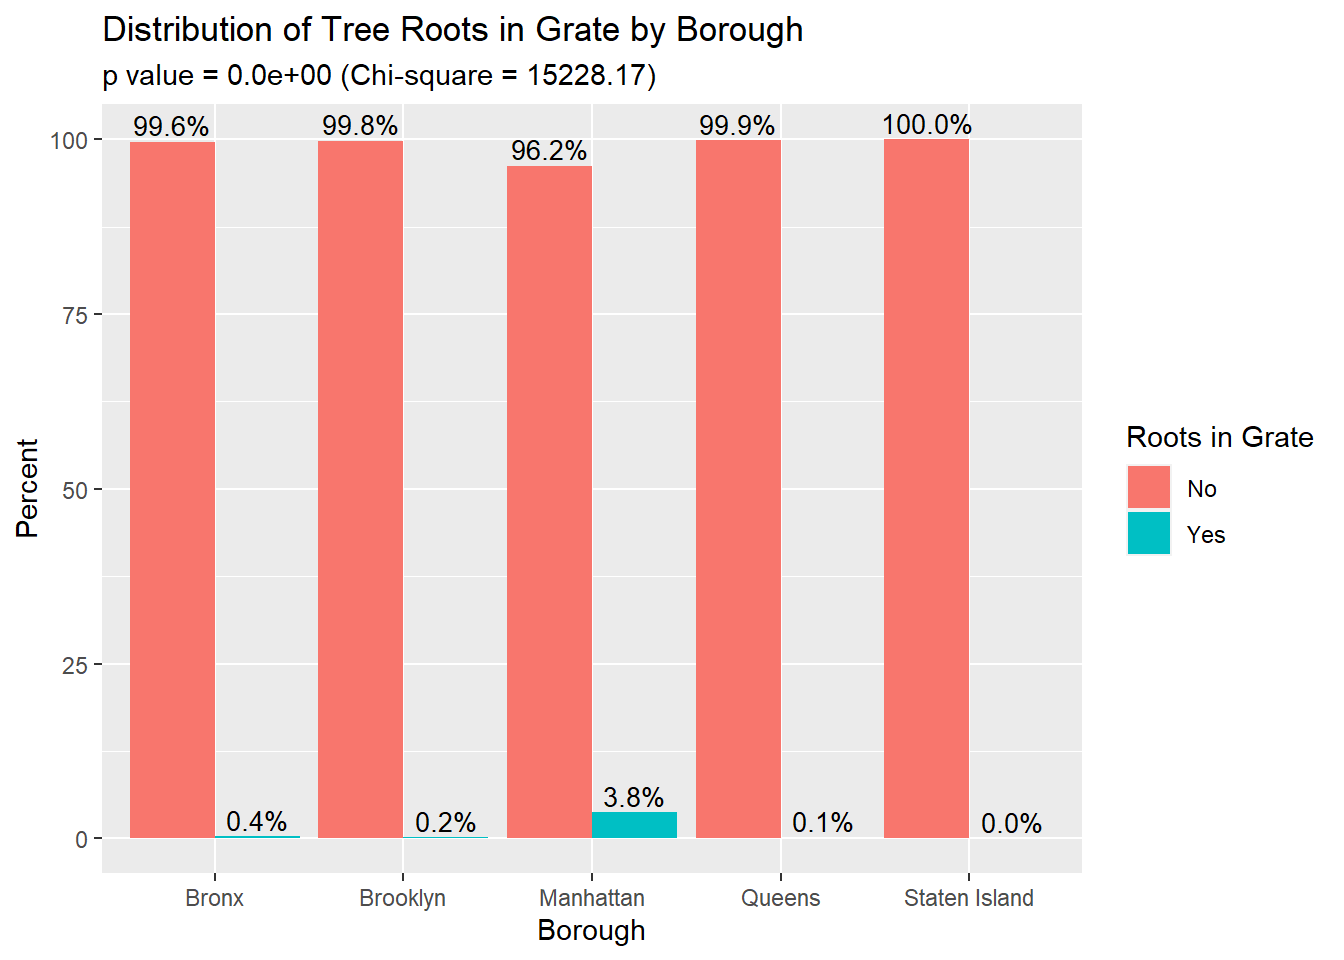 Distribution of Tree Roots in Grate by Borough
p value = 0.0e+00 (Chi-square = 15228.17)
99.6%
99.8%
96.2%
99.9%
100.0%
0.4%
0.2%
3.8%
0.1%
0.0%
100
75
50
25
0
Percent
Bronx
Brooklyn
Manhattan
Queens
Staten Island
Borough
Roots in Grate
No
Yes